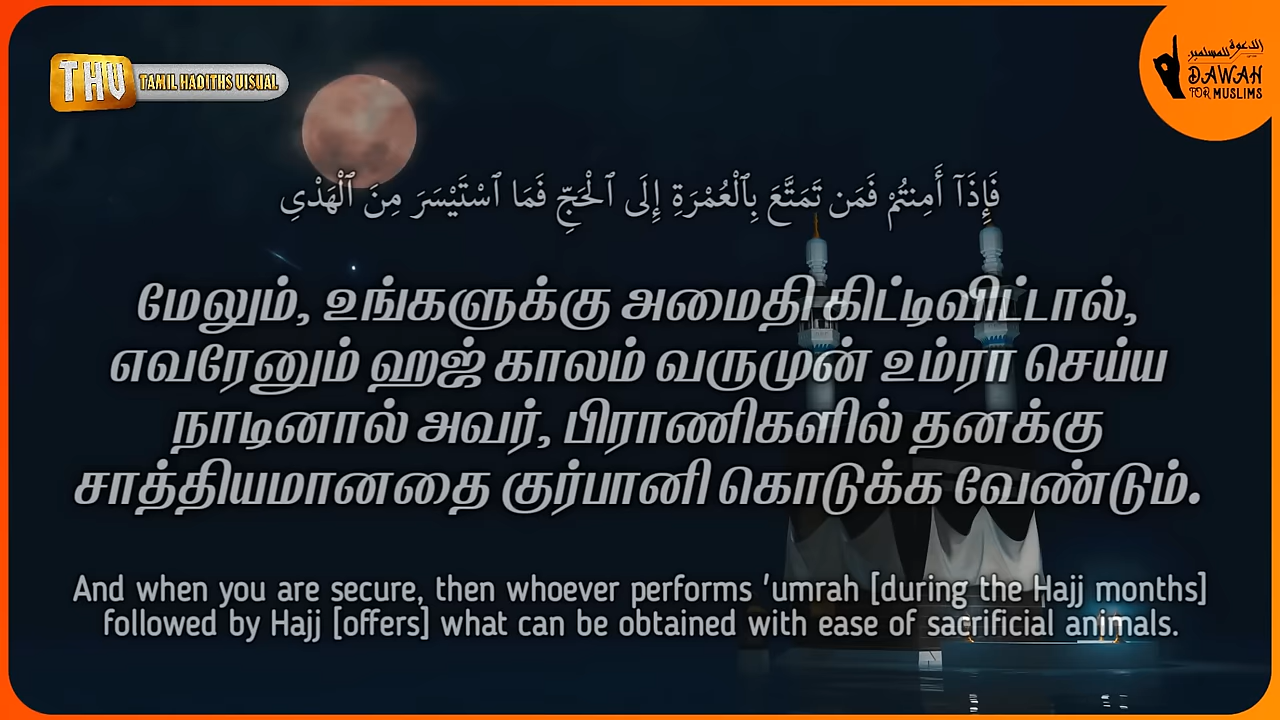 THV
TAMIL HADITHS VISUAL
الدعوة للمسلمين
DAWAH
FOR MUSLIMS
فَإِذَآ أَمِنتُمْ فَمَن تَمَتَّعَ بِٱلْعُمْرَةِ إِلَى ٱلْحَجِّ فَمَا ٱسْتَيْسَرَ مِنَ ٱلْهَدْىِ
மேலும், உங்களுக்கு அமைதி கிட்டிவிட்டால்,
எவரேனும் ஹஜ் காலம் வருமுன் உம்ரா செய்ய
நாடினால் அவர், பிராணிகளில் தனக்கு
சாத்தியமானதை குர்பானி கொடுக்க வேண்டும்.
And when you are secure, then whoever performs 'umrah [during the Hajj months]
followed by Hajj [offers] what can be obtained with ease of sacrificial animals.